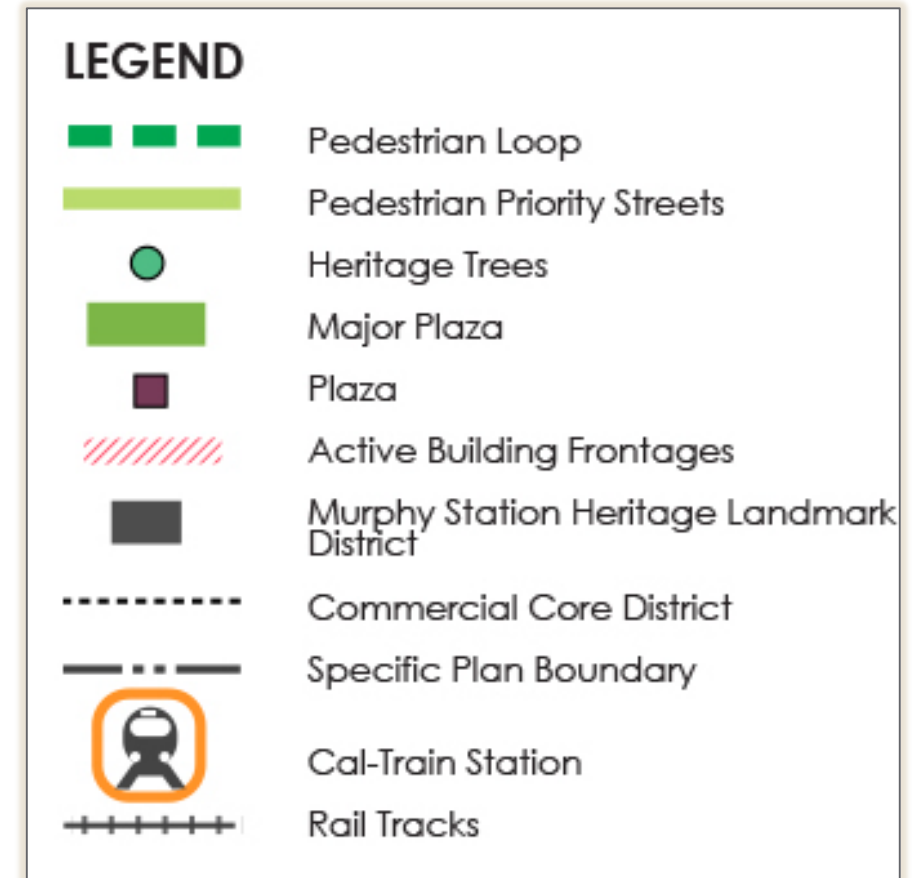 LEGEND
Pedestrian Loop
Pedestrian Priority Streets
Heritage Trees
Major Plaza
Plaza
Active Building Frontages
Murphy Station Heritage Landmark
District
Commercial Core District
Specific Plan Boundary
Cal-Train Station
Rail Tracks